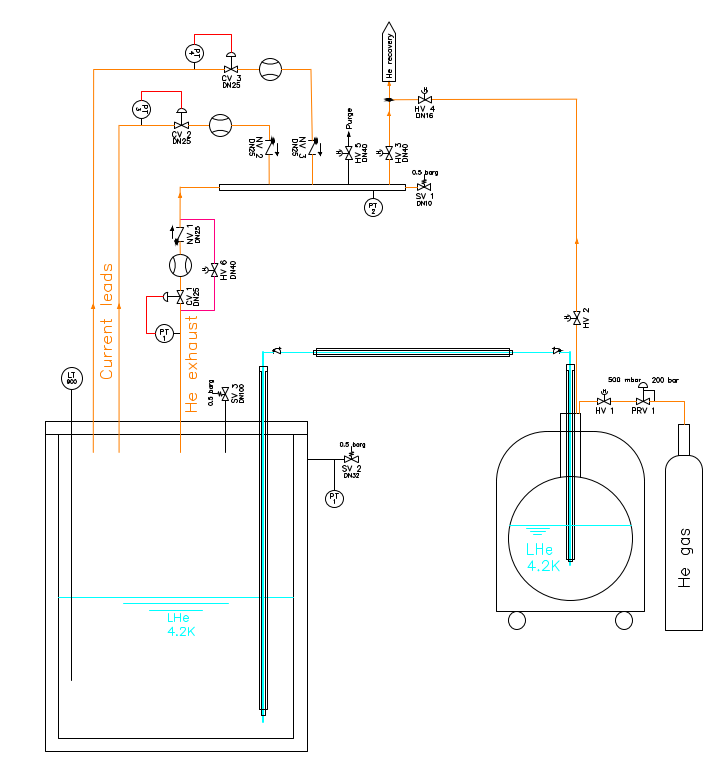 He recovery
PT
4
CV 3
DN25
HV 4
DN16
PT
3
CV 2
DN25
NV 2
DN25
NV 3
DN25
Purge
HV 5
DN40
HV 3
DN40
0.5 barg
SV 1
DN10
PT
2
NV 1
DN25
HV 6
DN40
CV 1
DN25
PT
1
Current leads
He exhaust
HV 2
LT
900
0.5 barg
SV 3
DN100
500 mbar
200 bar
HV 1
PRV 1
0.5 barg
SV 2
DN32
PT
1
LHe
4.2K
He gas
LHe
4.2K